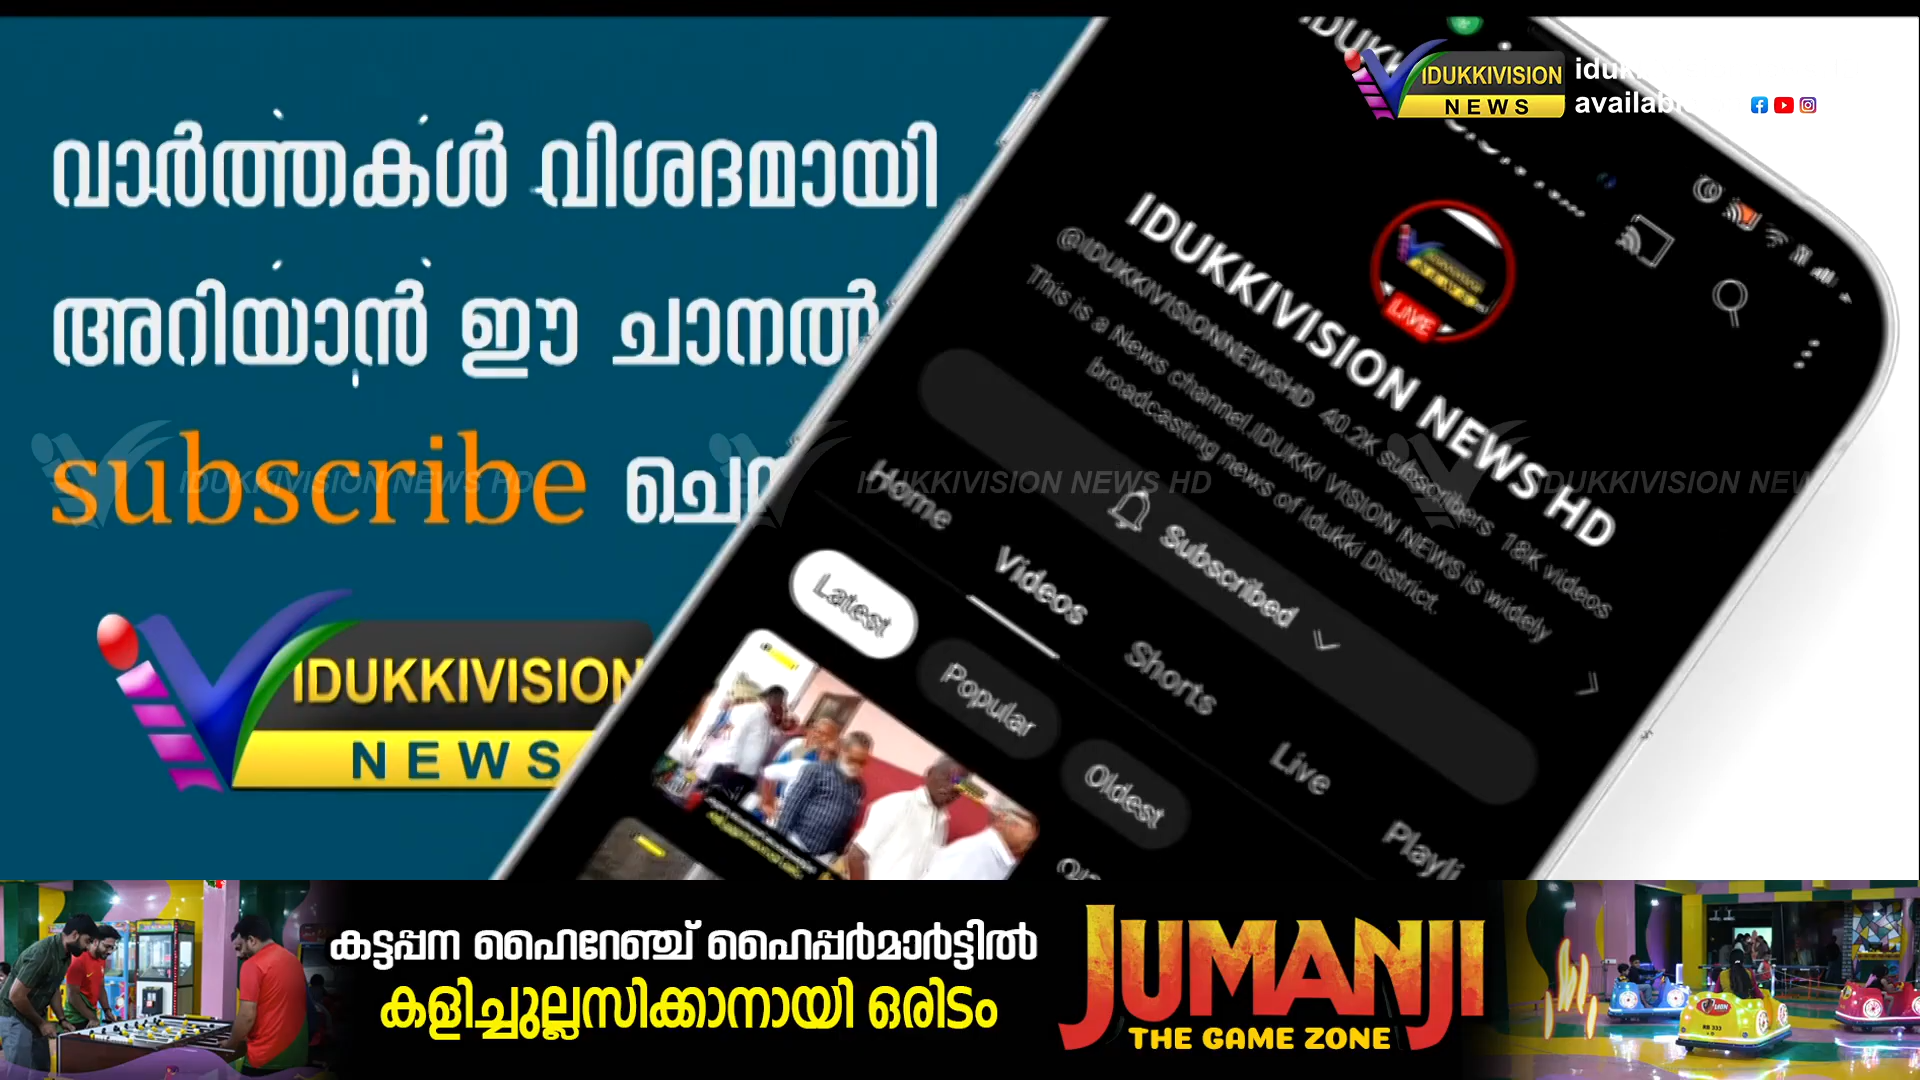 വാർത്തകൾ വിശദമായി
അറിയാൻ ഈ ചാനൽ
subscribe
IDUKKIVISION
NEWS
IDUKKIVISION
NEWS
IDUKKIVISION NEWS HD
IDUKKIVISION NEWS HD
IDUKKIVISION NEWS HD
LIVE
@IDUKKIVISIONNEWSHD 40.2K subscribers 18K videos
This is a News channel.IDUKKI VISION NEWS is widely
broadcasting news of Idukki District.
Subscribed
Home Videos Shorts Live
Latest Popular Oldest
കട്ടപ്പന ഹൈറേഞ്ച് ഹൈപ്പർമാർട്ടിൽ
കളിച്ചുല്ലസിക്കാനായി ഒരിടം
JUMANJI
THE GAME ZONE